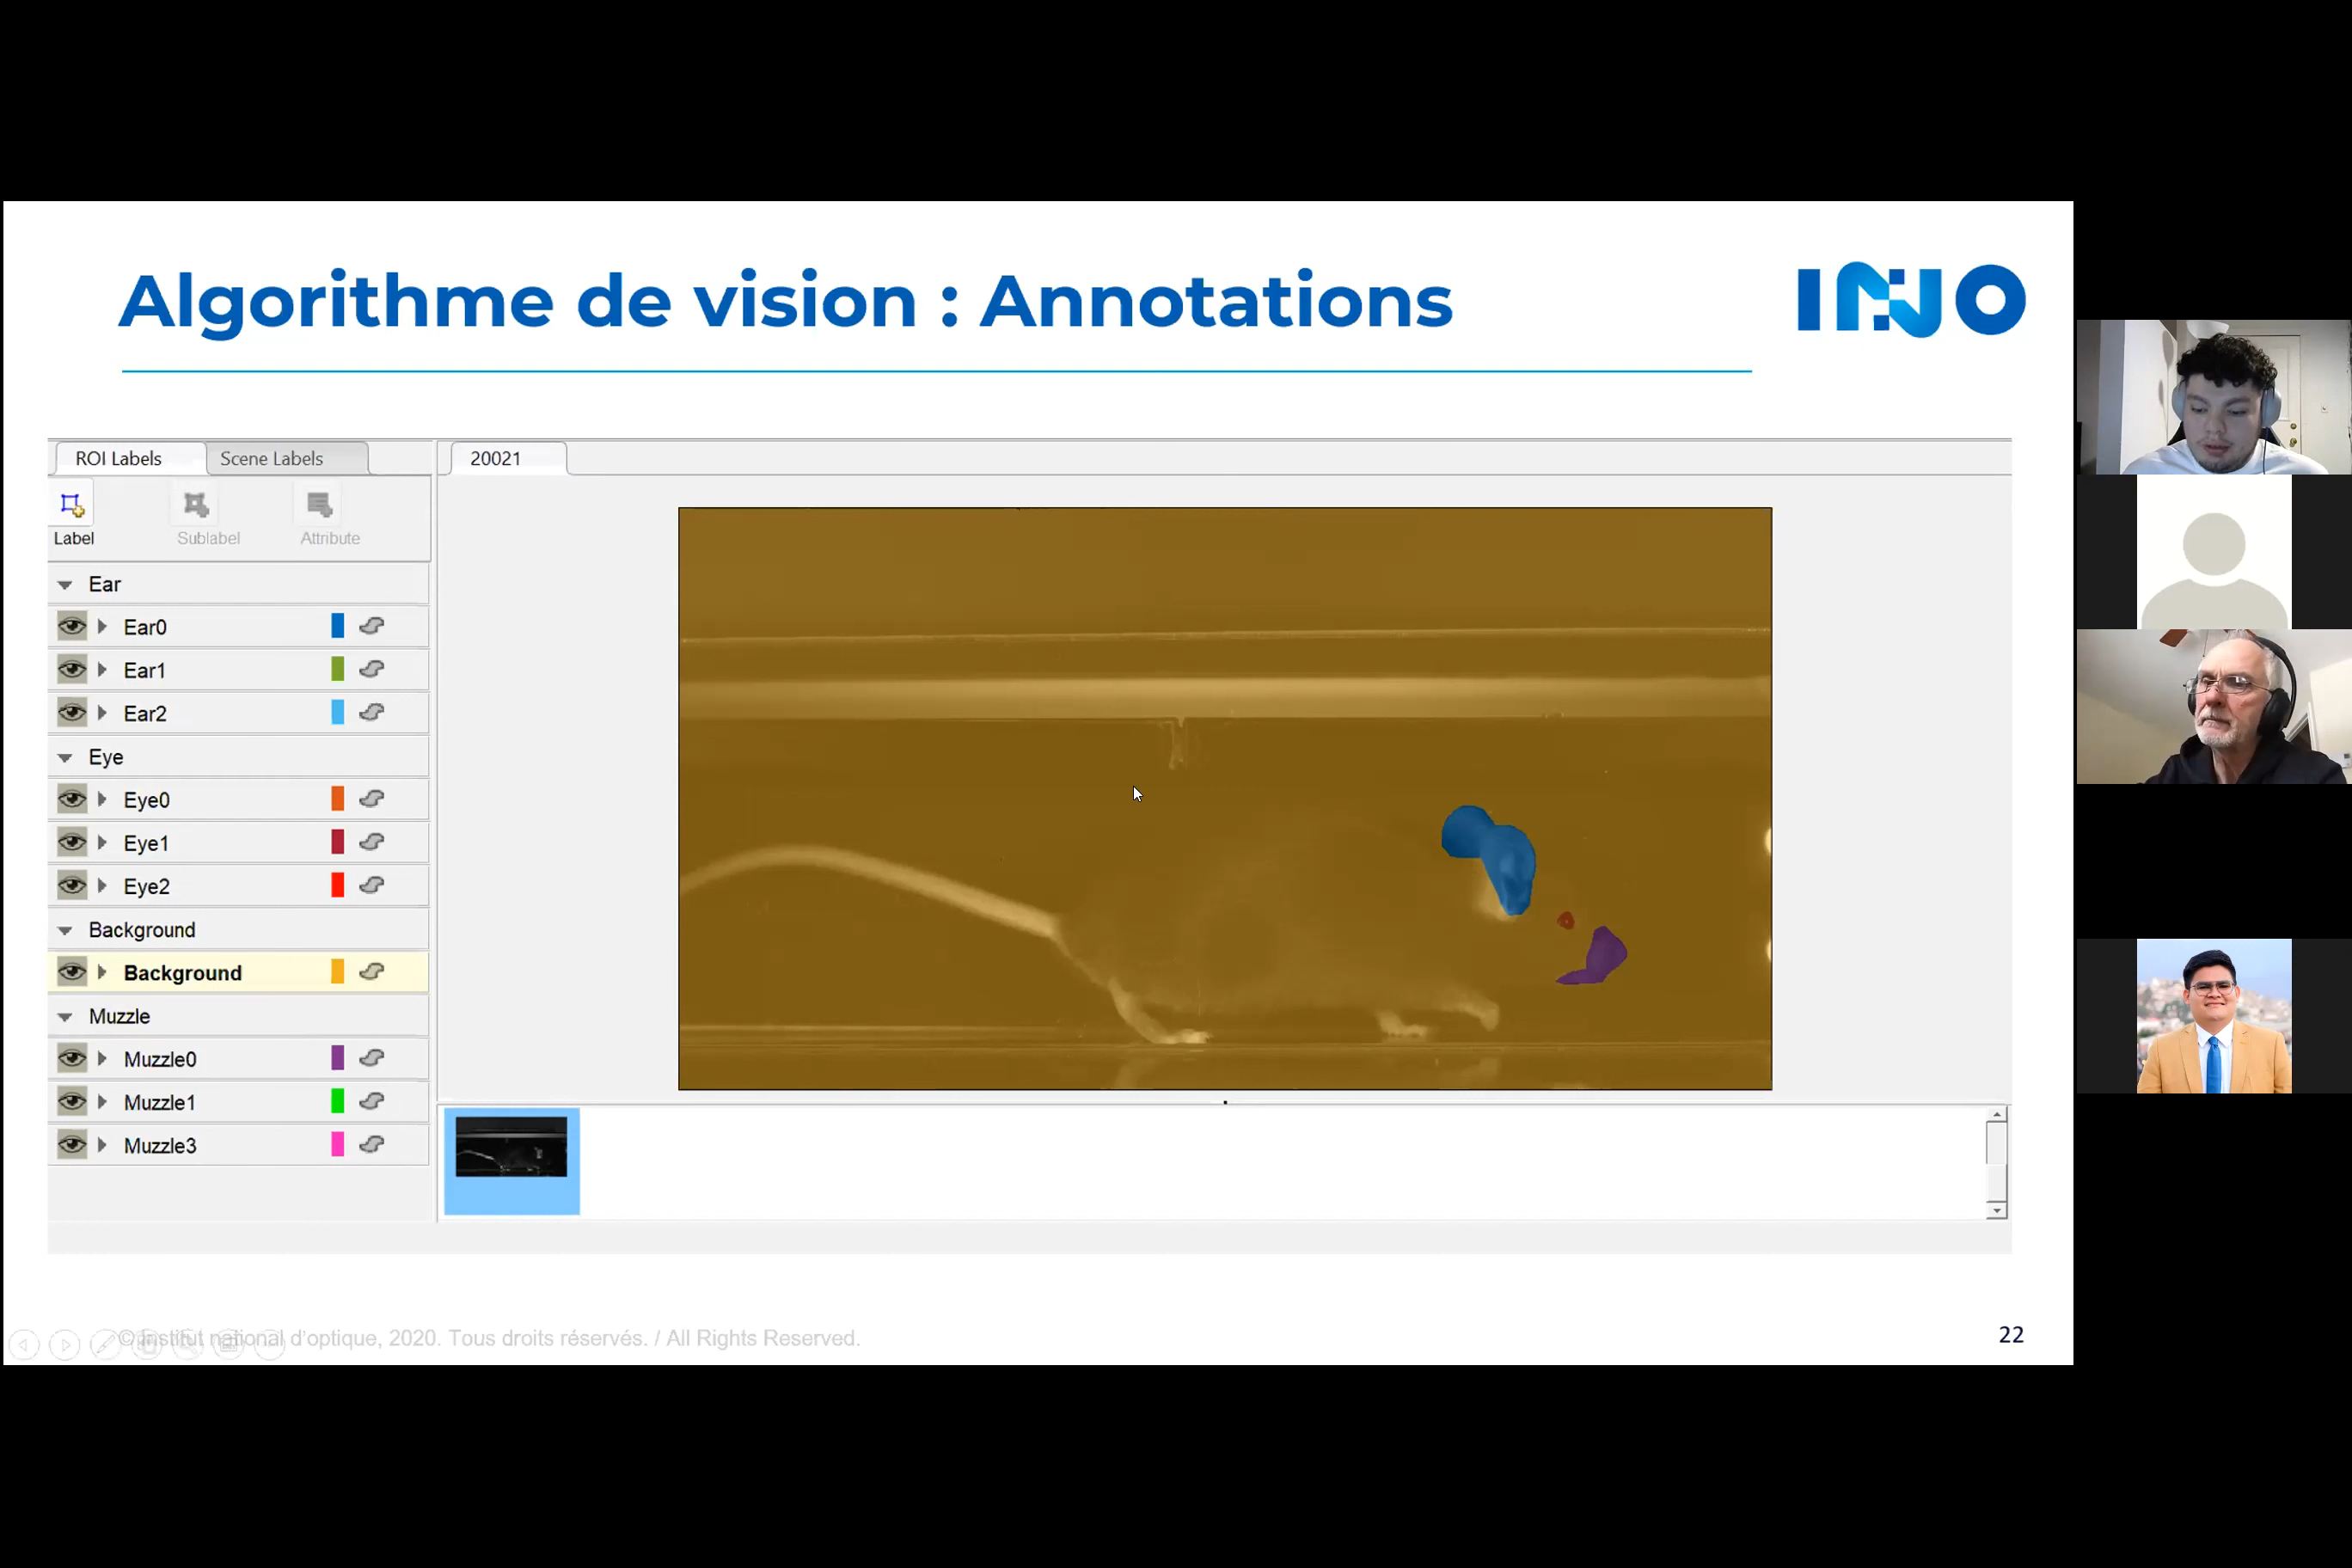 Algorithme de vision : Annotations
INO
ROI Labels
Scene Labels
20021
Label
Sublabel
Attribute
Ear
Ear0
Ear1
Ear2
Eye
Eye0
Eye1
Eye2
Background
Background
Muzzle
Muzzle0
Muzzle1
Muzzle3
© Institut national d'optique, 2020. Tous droits réservés. / All Rights Reserved.
22